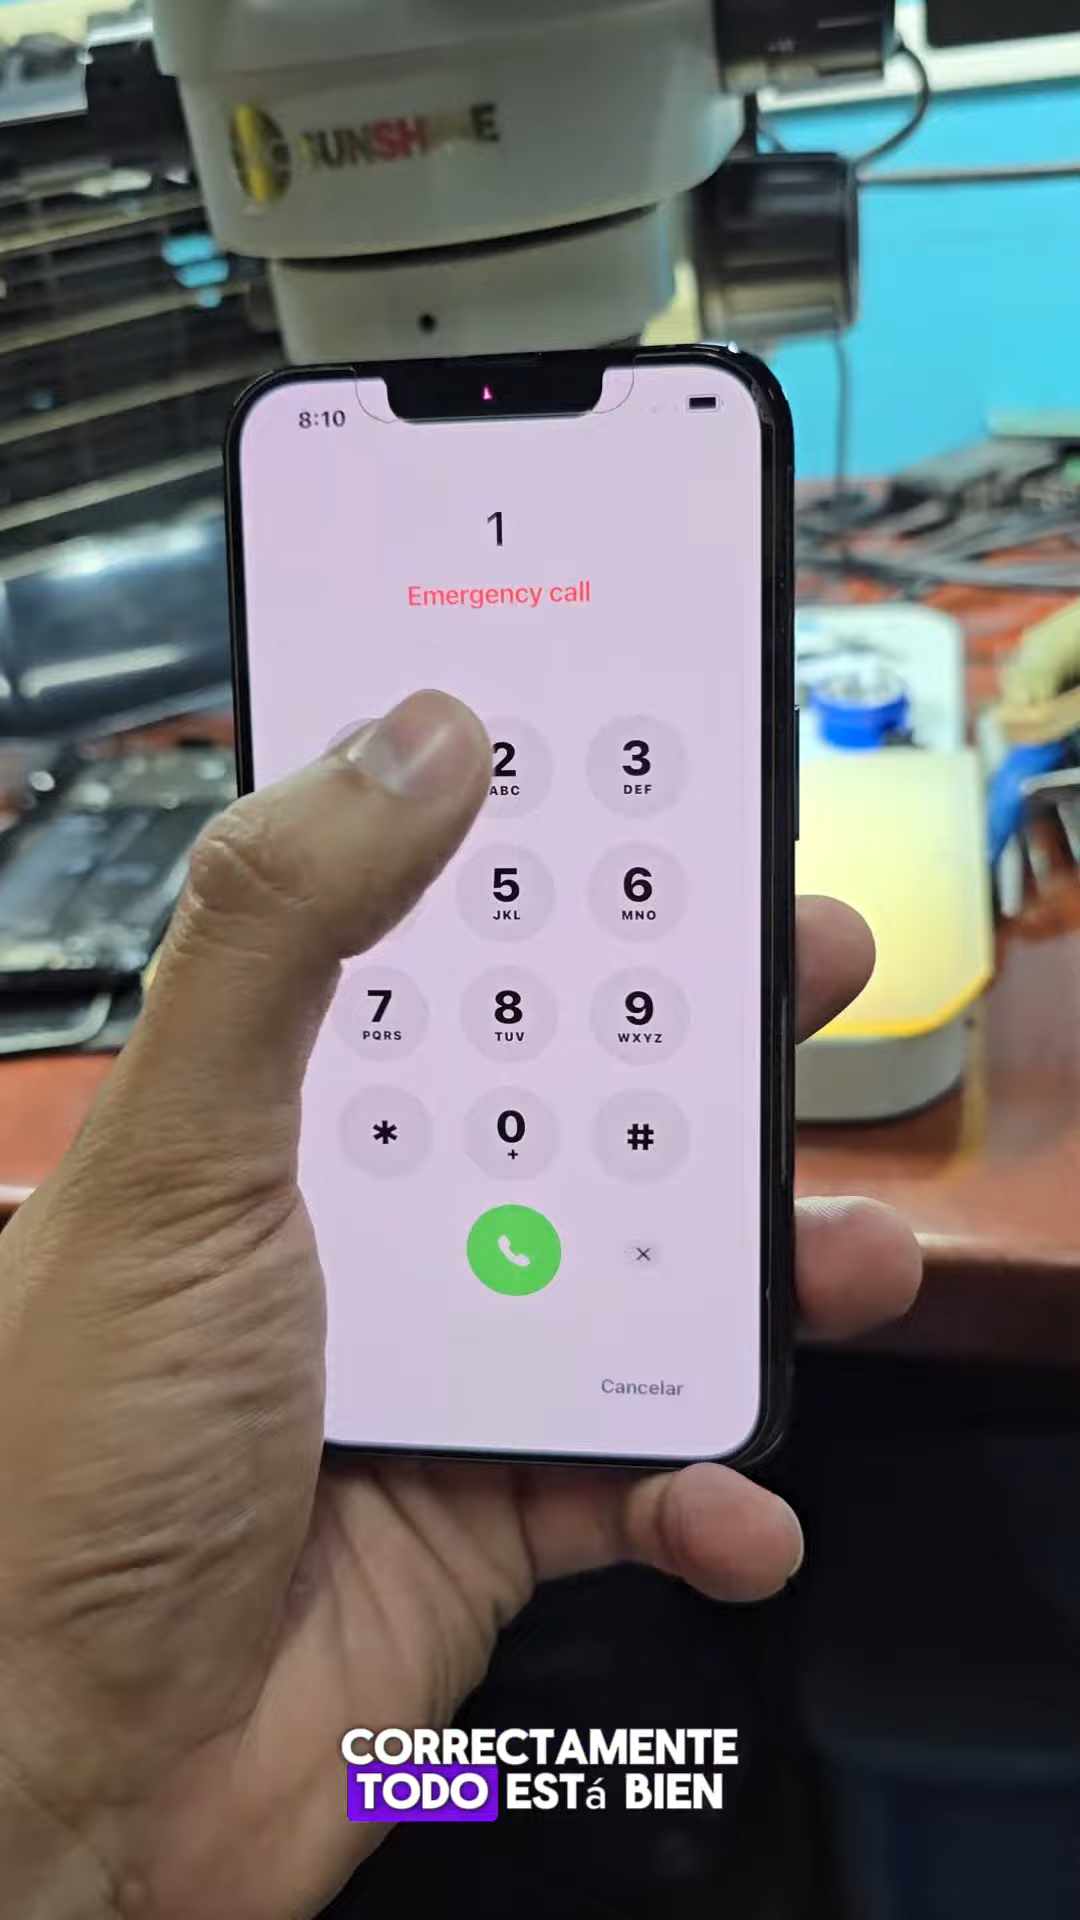 SUNSHINE
8:10
1
Emergency call
2
ABC
3
DEF
5
JKL
6
MNO
7
PQRS
8
TUV
9
WXYZ
*
0
+
#
Cancelar
CORRECTAMENTE
TODO ESTá BIEN